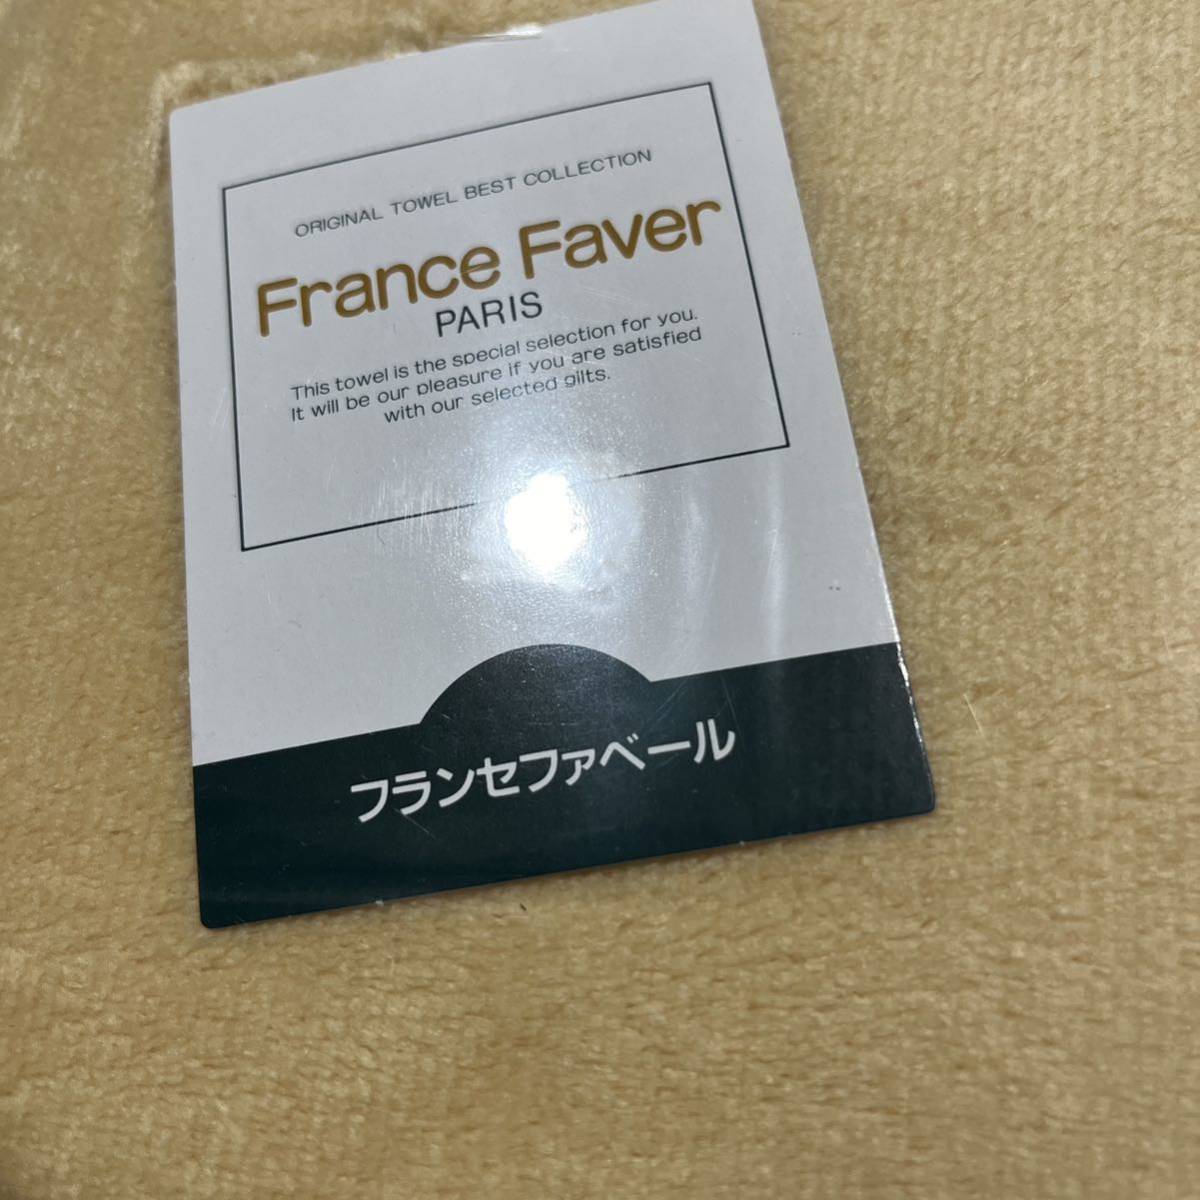 ORIGINAL TOWEL BEST COLLECTION
France Faver
PARIS
This towel is the special selection for you.
It will be our pleasure if you are satisfied
with our selected gilts.
フランセファベール